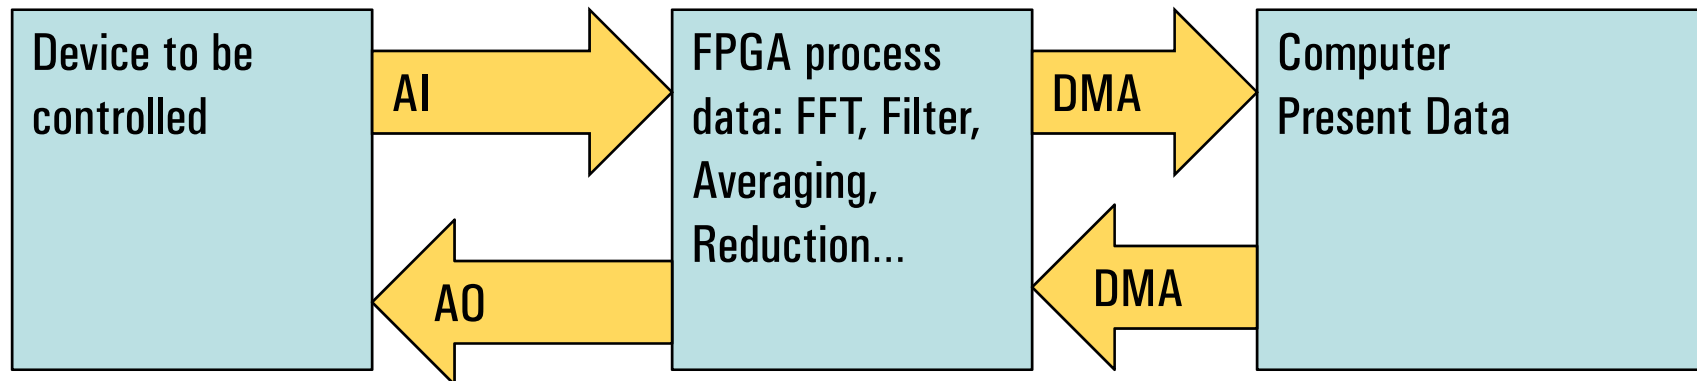 Device to be
controlled
AI
AO
FPGA process
data: FFT, Filter,
Averaging,
Reduction...
DMA
DMA
Computer
Present Data